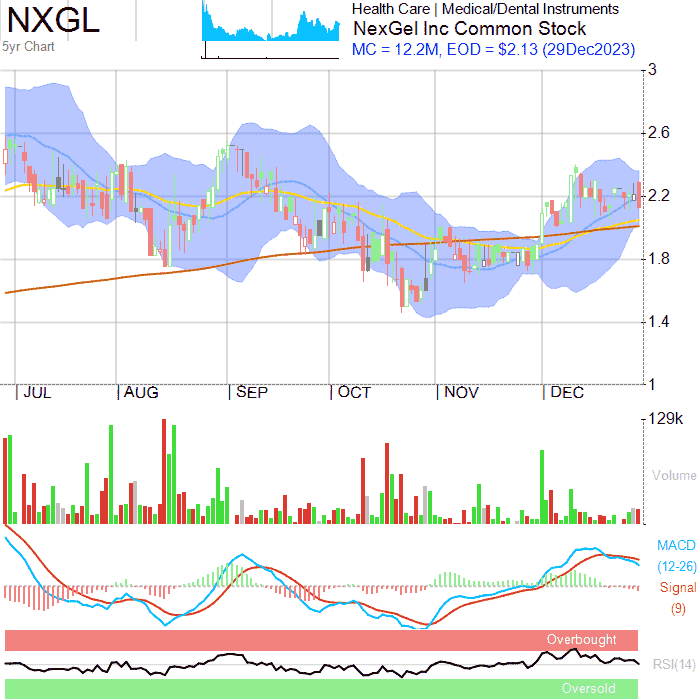 NXGL
5yr Chart
Health Care | Medical/Dental Instruments
NexGel Inc Common Stock
MC = 12.2M, EOD = $2.13 (29Dec2023)
3
2.6
2.2
1.8
1.4
1
JUL AUG SEP OCT NOV DEC
129k
Volume
MACD
(12-26)
Signal
(9)
Overbought
RSI(14)
Oversold